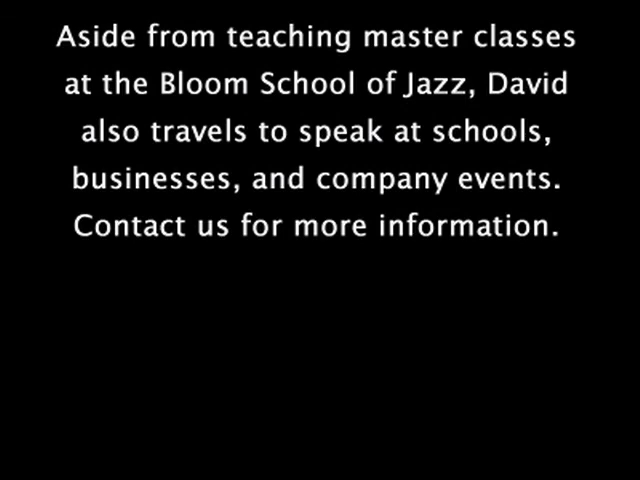 Aside from teaching master classes
at the Bloom School of Jazz, David
also travels to speak at schools,
businesses, and company events.
Contact us for more information.